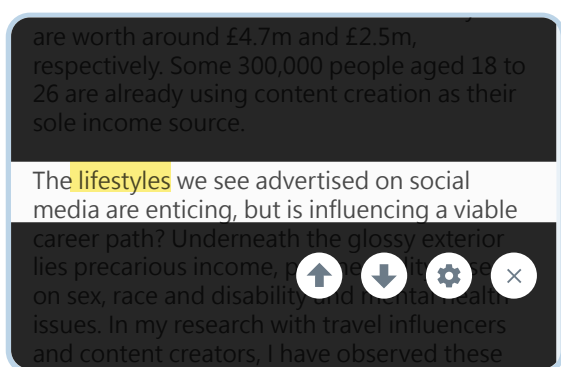 are worth around £4.7m and £2.5m,
respectively. Some 300,000 people aged 18 to
26 are already using content creation as their
sole income source.
The lifestyles we see advertised on social
media are enticing, but is influencing a viable
career path? Underneath the glossy exterior
lies precarious income,
on sex, race and disability and mental health
issues. In my research with travel influencers
and content creators, I have observed these